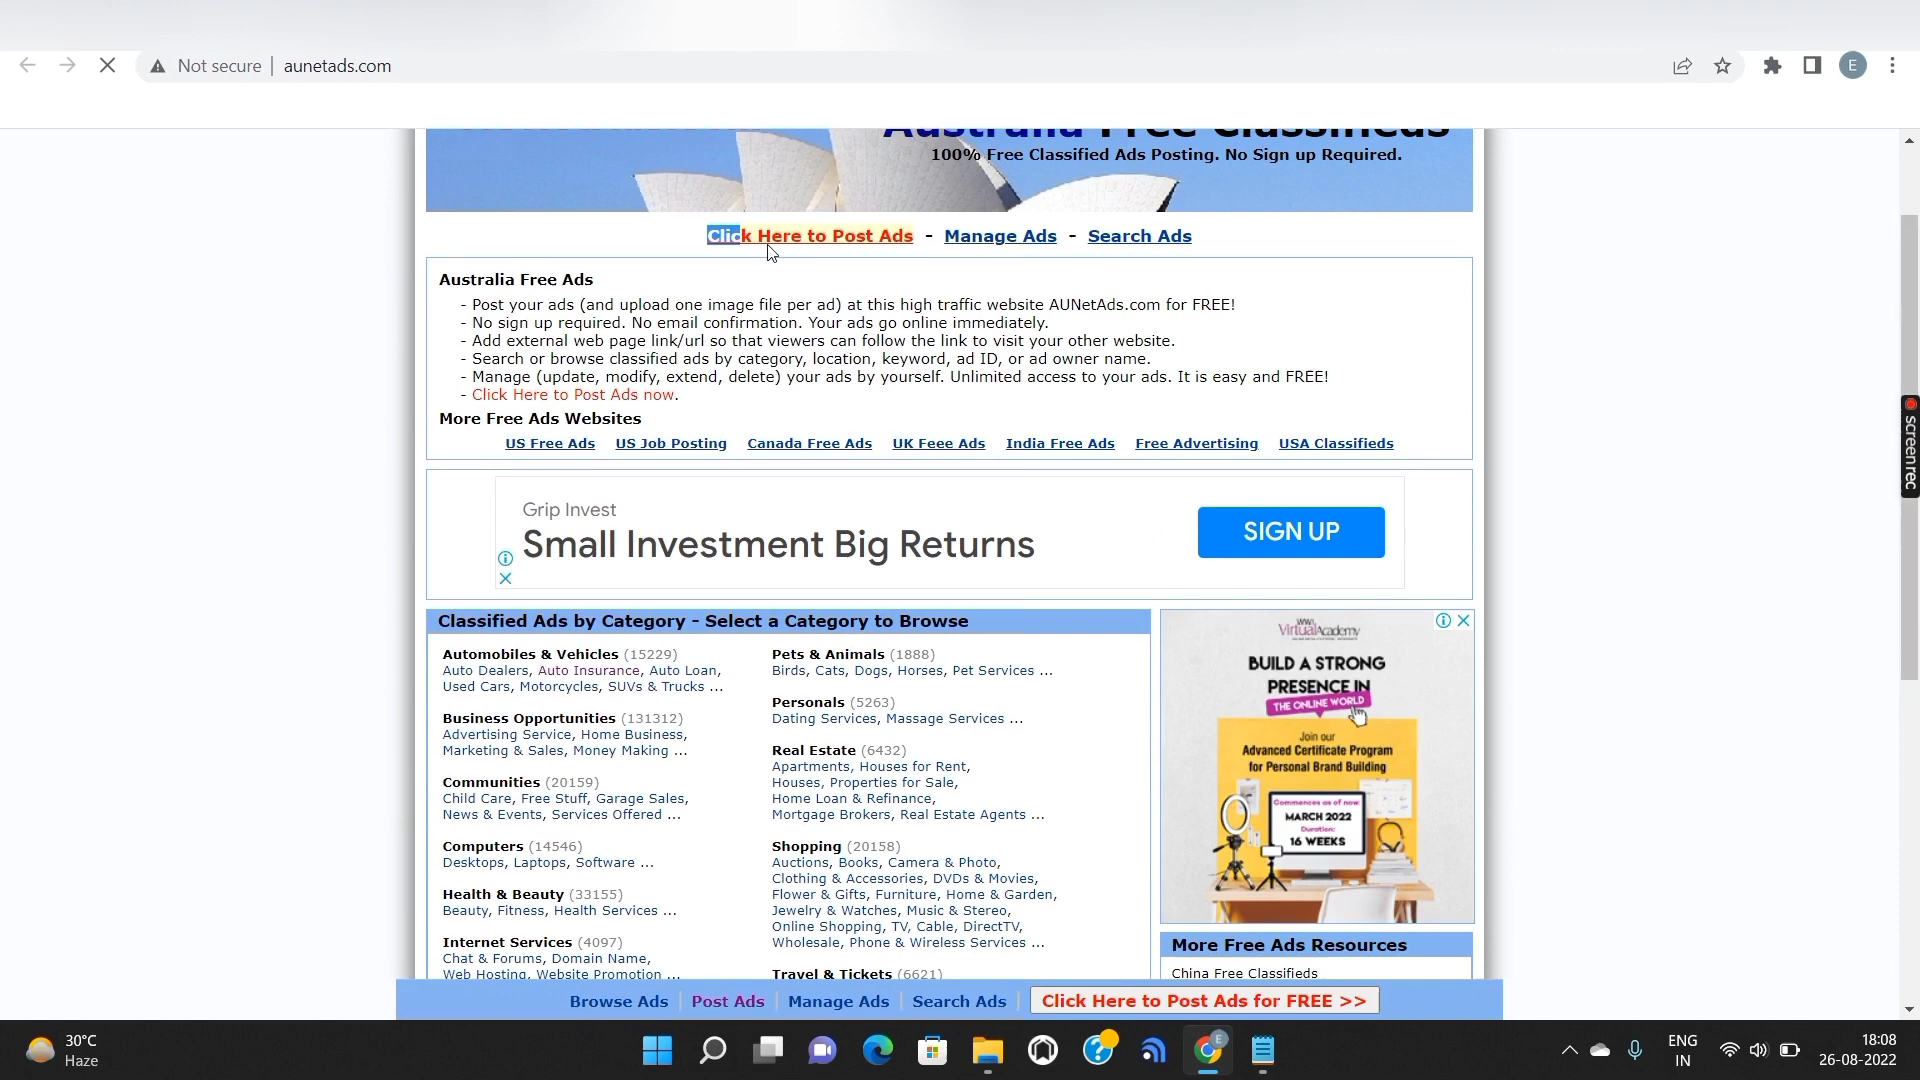 Not secure | aunetads.com
E
Australia Free Classifieds
100% Free Classified Ads Posting. No Sign up Required.
Click Here to Post Ads - Manage Ads - Search Ads
Australia Free Ads
- Post your ads (and upload one image file per ad) at this high traffic website AUNetAds.com for FREE!
- No sign up required. No email confirmation. Your ads go online immediately.
- Add external web page link/url so that viewers can follow the link to visit your other website.
- Search or browse classified ads by category, location, keyword, ad ID, or ad owner name.
- Manage (update, modify, extend, delete) your ads by yourself. Unlimited access to your ads. It is easy and FREE!
- Click Here to Post Ads now.
More Free Ads Websites
US Free Ads US Job Posting Canada Free Ads UK Feee Ads India Free Ads Free Advertising USA Classifieds
screenrec
Grip Invest
Small Investment Big Returns
SIGN UP
Classified Ads by Category - Select a Category to Browse
Automobiles & Vehicles (15229)
Auto Dealers, Auto Insurance, Auto Loan,
Used Cars, Motorcycles, SUVs & Trucks ...
Business Opportunities (131312)
Advertising Service, Home Business,
Marketing & Sales, Money Making ...
Communities (20159)
Child Care, Free Stuff, Garage Sales,
News & Events, Services Offered ...
Computers (14546)
Desktops, Laptops, Software ...
Health & Beauty (33155)
Beauty, Fitness, Health Services ...
Internet Services (4097)
Chat & Forums, Domain Name,
Web Hosting, Website Promotion ...
Pets & Animals (1888)
Birds, Cats, Dogs, Horses, Pet Services ...
Personals (5263)
Dating Services, Massage Services ...
Real Estate (6432)
Apartments, Houses for Rent,
Houses, Properties for Sale,
Home Loan & Refinance,
Mortgage Brokers, Real Estate Agents ...
Shopping (20158)
Auctions, Books, Camera & Photo,
Clothing & Accessories, DVDs & Movies,
Flower & Gifts, Furniture, Home & Garden,
Jewelry & Watches, Music & Stereo,
Online Shopping, TV, Cable, DirectTV,
Wholesale, Phone & Wireless Services ...
Travel & Tickets (6621)
VirtualAcademy
BUILD A STRONG
PRESENCE IN
THE ONLINE WORLD
Join our
Advanced Certificate Program
for Personal Brand Building
Commences as of now:
MARCH 2022
Duration:
16 WEEKS
More Free Ads Resources
China Free Classifieds
Browse Ads | Post Ads | Manage Ads | Search Ads | Click Here to Post Ads for FREE >>
30°C
Haze
E
ENG
IN
18:08
26-08-2022